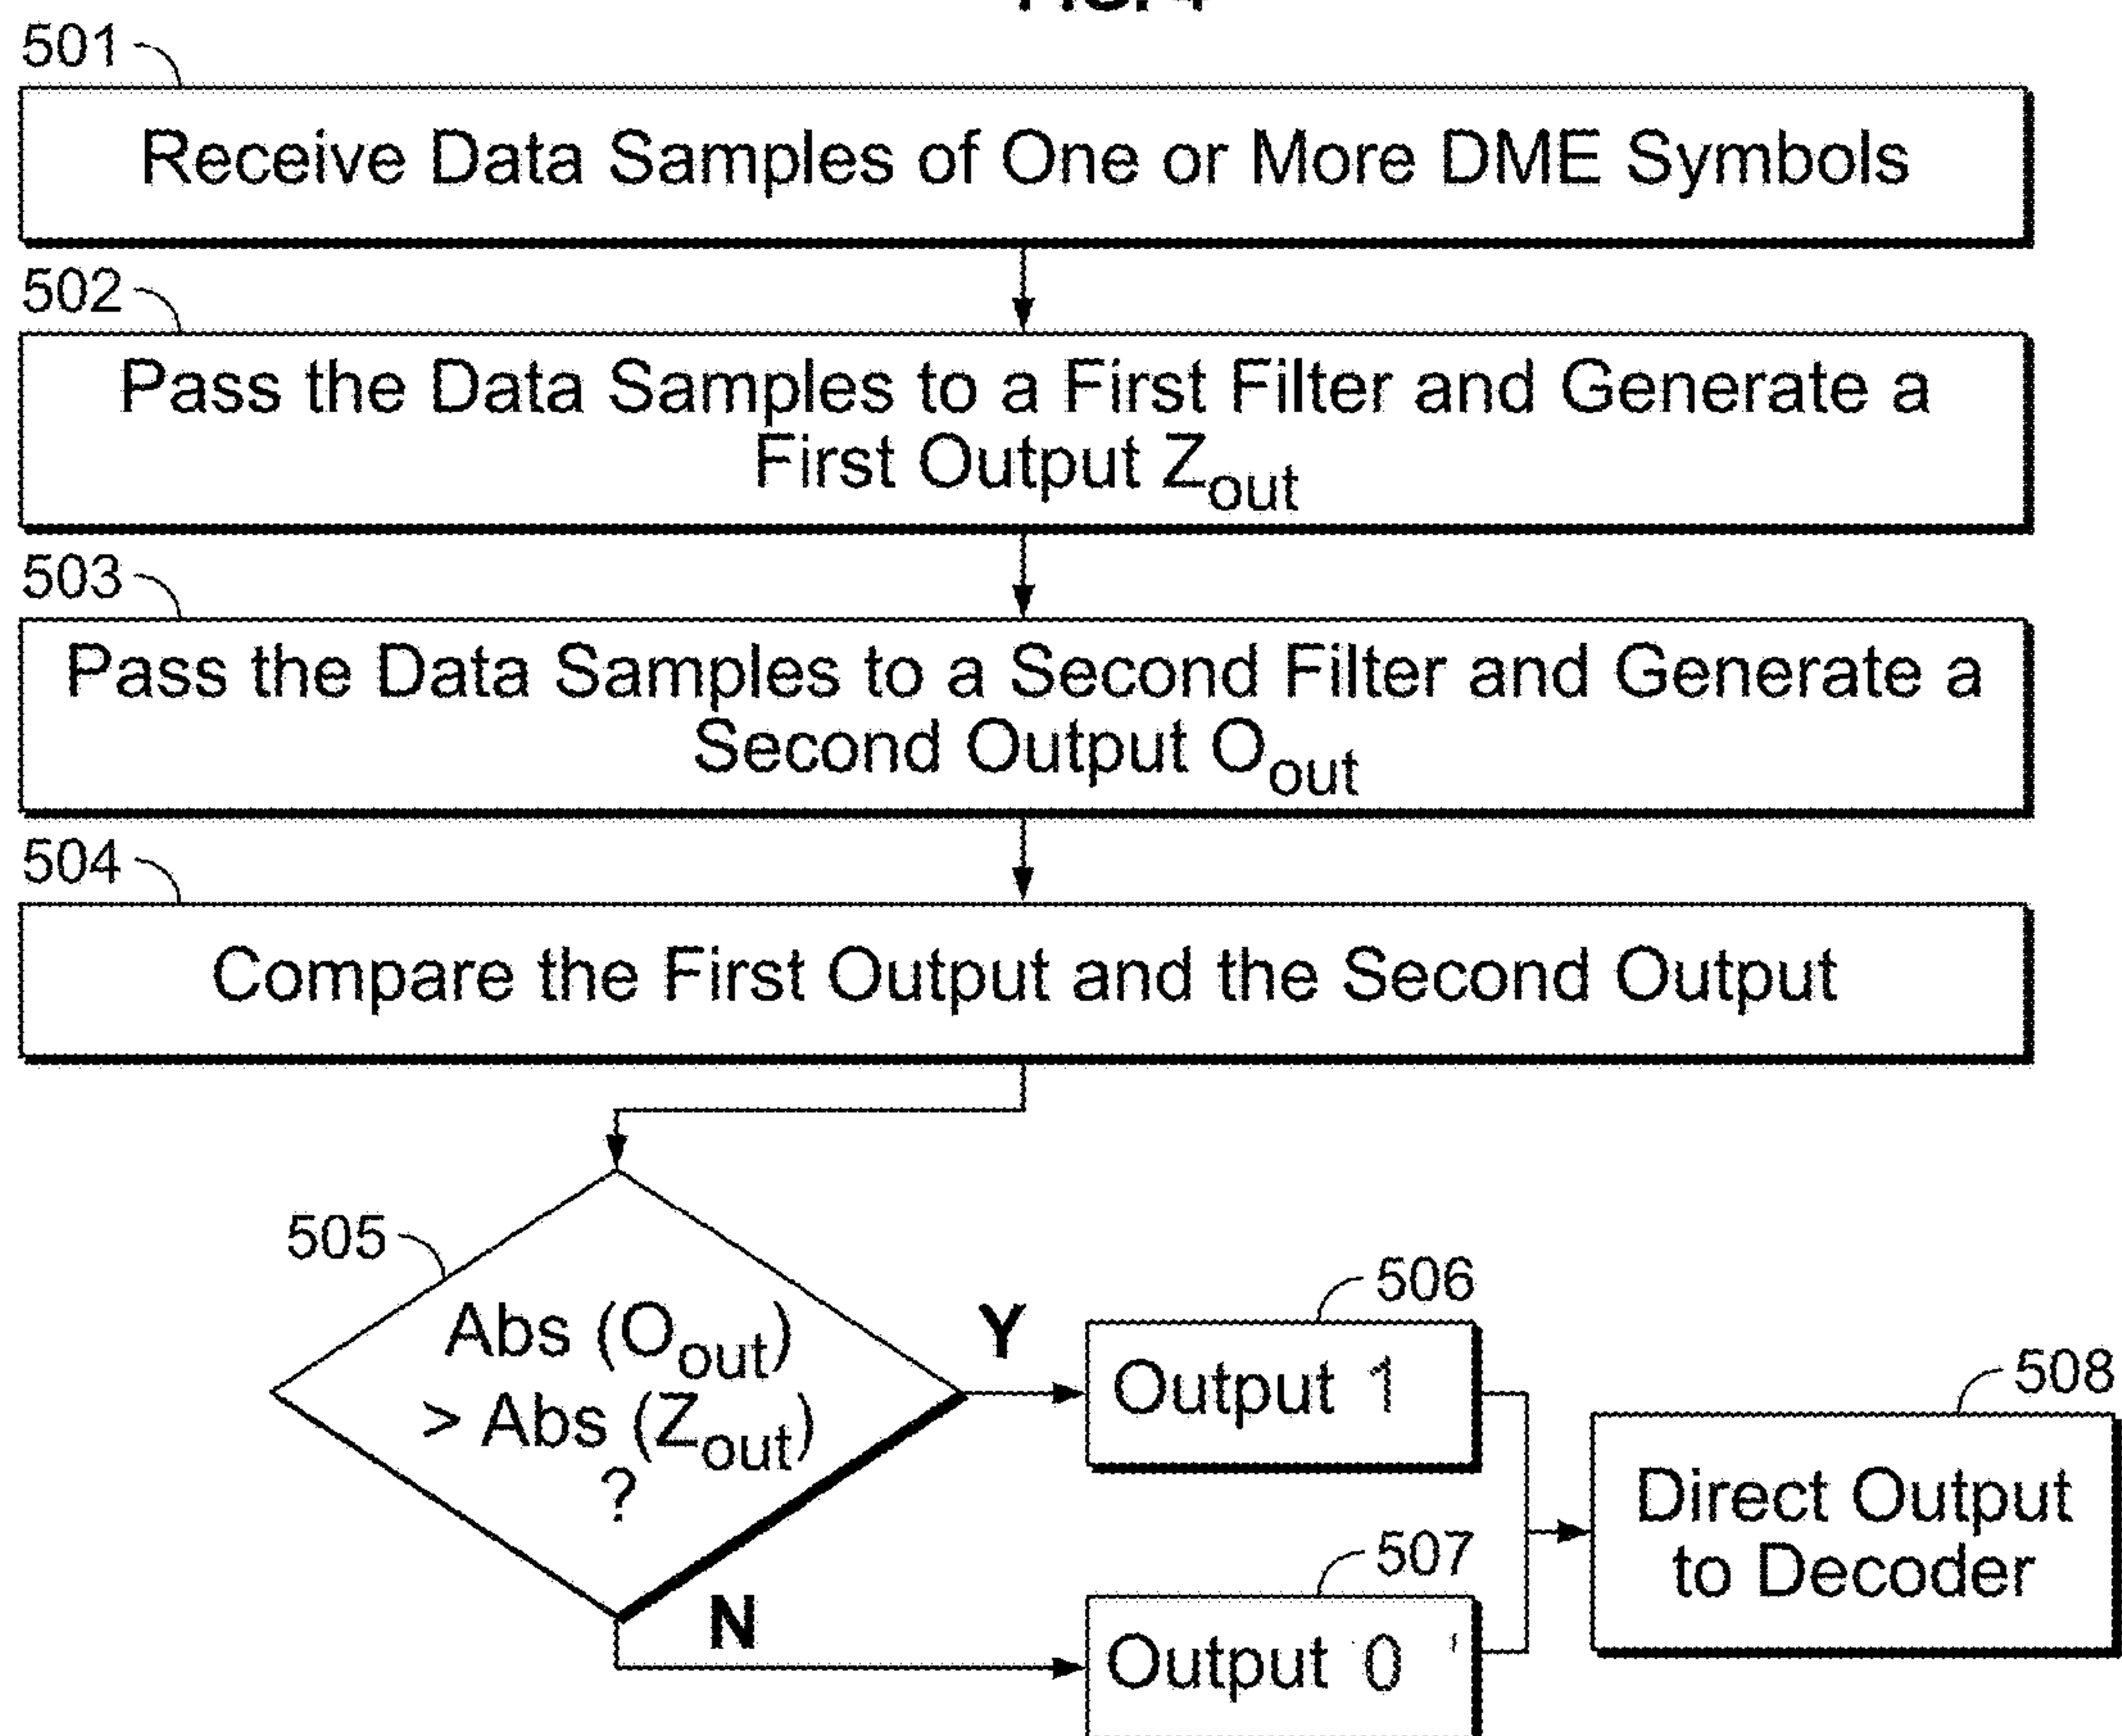 501
Receive Data Samples of One or More DME Symbols
502
Pass the Data Samples to a First Filter and Generate a
First Output Zout
503
Pass the Data Samples to a Second Filter and Generate a
Second Output Oout
504
Compare the First Output and the Second Output
505
Abs (Oout)
> Abs (Zout)
?
Y
506
Output 1
N
507
Output 0
508
Direct Output
to Decoder